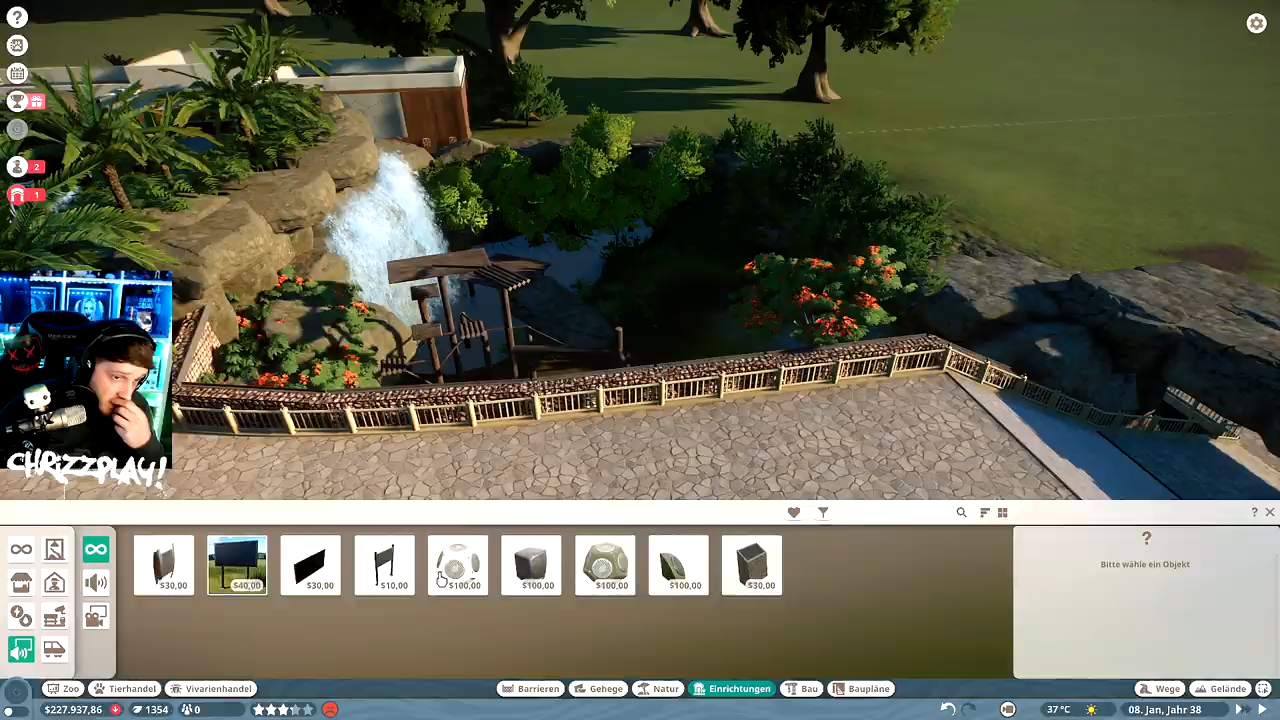 ?
2
1
CHRIZZPLAY!
? ×
$30,00
$40,00
$30,00
$10,00
$100,00
$100,00
$100,00
$100,00
$30,00
?
Bitte wähle ein Objekt
Zoo
Tierhandel
Vivarienhandel
Barrieren
Gehege
Natur
Einrichtungen
Bau
Baupläne
Wege
Gelände
$227.937,86
1354
0
37 °C
08. Jan, Jahr 38